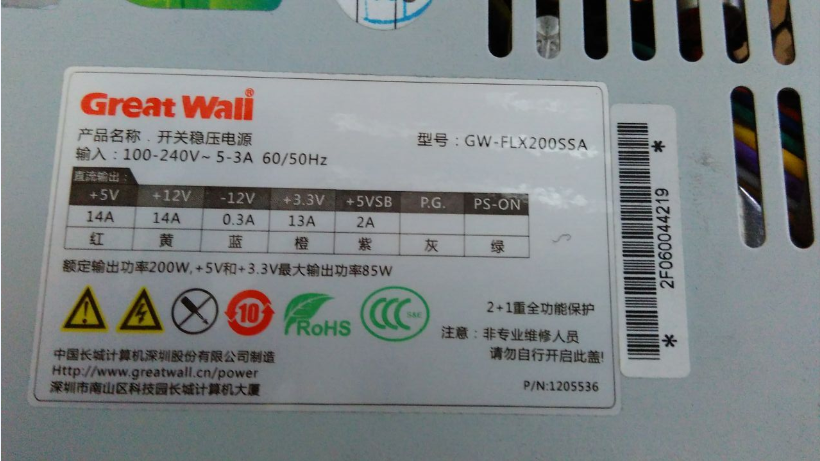 Great Wall
产品名称．开关稳压电源
型号：GW-FLX200SSA
输入：100-240V~ 5-3A 60/50Hz
直流输出：
+5V +12V -12V +3.3V +5VSB P.G. PS-ON
14A 14A 0.3A 13A 2A
红 黄 蓝 橙 紫 灰 绿
额定输出功率200W,+5V和+3.3V最大输出功率85W
10 RoHS CCC S&E
2+1重全功能保护
注意：非专业维修人员
请勿自行开启此盖!
中国长城计算机深圳股份有限公司制造
Http://www.greatwall.cn/power
深圳市南山区科技园长城计算机大厦
P/N:1205536
*2F060044219*